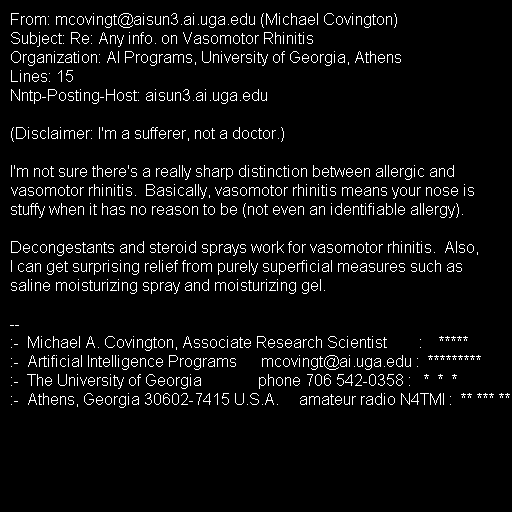 From: mcovingt@aisun3.ai.uga.edu (Michael Covington)
Subject: Re: Any info. on Vasomotor Rhinitis
Organization: AI Programs, University of Georgia, Athens
Lines: 15
Nntp-Posting-Host: aisun3.ai.uga.edu

(Disclaimer: I'm a sufferer, not a doctor.)

I'm not sure there's a really sharp distinction between allergic and
vasomotor rhinitis.  Basically, vasomotor rhinitis means your nose is
stuffy when it has no reason to be (not even an identifiable allergy).

Decongestants and steroid sprays work for vasomotor rhinitis.  Also,
I can get surprising relief from purely superficial measures such as
saline moisturizing spray and moisturizing gel.

--
:-  Michael A. Covington, Associate Research Scientist        :    *****
:-  Artificial Intelligence Programs      mcovingt@ai.uga.edu :  *********
:-  The University of Georgia              phone 706 542-0358 :   *  *  *
:-  Athens, Georgia 30602-7415 U.S.A.     amateur radio N4TMI :  ** *** **